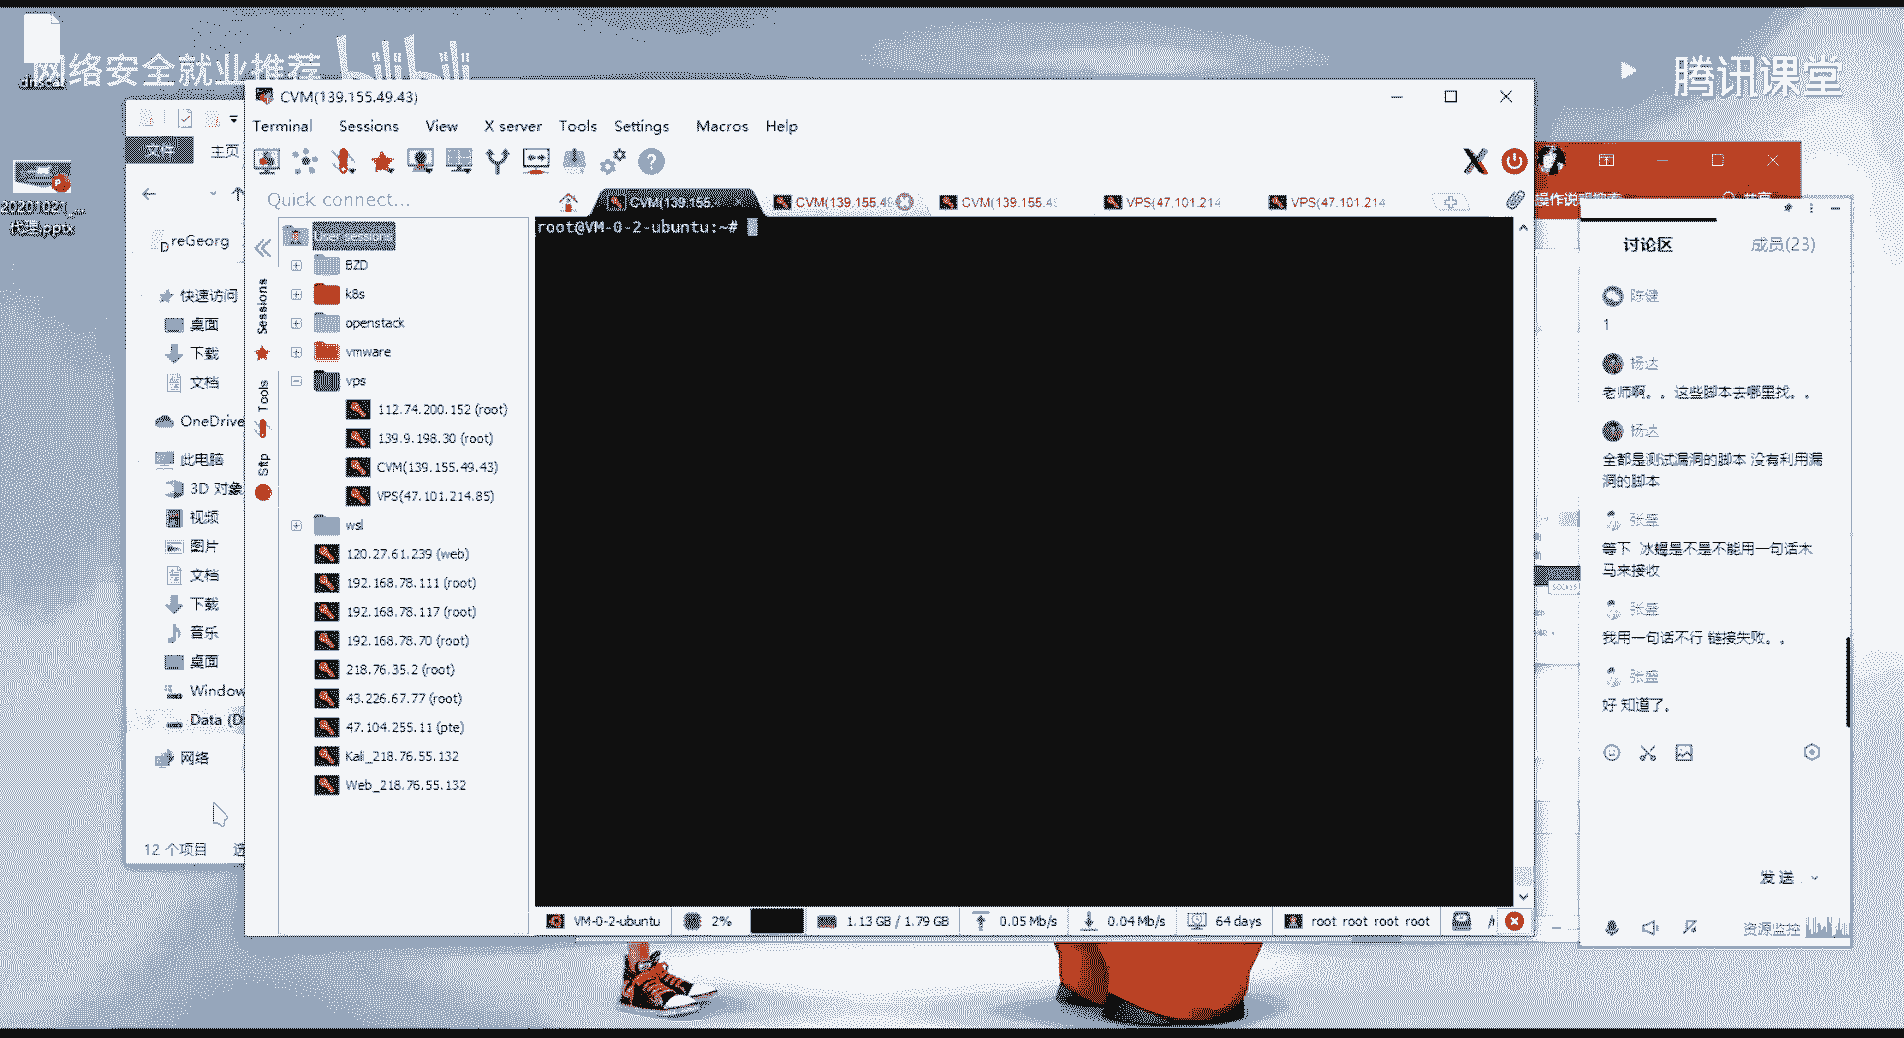 网络安全就业推荐
bilibili
腾讯课堂
20201021_...
代理.pptx
CVM(139.155.49.43)
Terminal Sessions View X server Tools Settings Macros Help
文件 主页
Quick connect...
CVM(139.155.
CVM(139.155.4
CVM(139.155.4
VPS(47.101.214
VPS(47.101.214
root@VM-0-2-ubuntu:~#
User sessions
BZD
k8s
openstack
vmware
vps
112.74.200.152 (root)
139.9.198.30 (root)
CVM(139.155.49.43)
VPS(47.101.214.85)
wsl
120.27.61.239 (web)
192.168.78.111 (root)
192.168.78.117 (root)
192.168.78.70 (root)
218.76.35.2 (root)
43.226.67.77 (root)
47.104.255.11 (pte)
Kali_218.76.55.132
Web_218.76.55.132
Sessions
Tools
Sftp
reGeorg
快速访问
桌面
下载
文档
OneDrive
此电脑
3D 对象
视频
图片
文档
下载
音乐
桌面
Window
Data (D
网络
12 个项目
VM-0-2-ubuntu 2% 1.13 GB / 1.79 GB 0.05 Mb/s 0.04 Mb/s 64 days root root root root
操作说明搜索 共享
讨论区 成员(23)
陈健
1
杨达
老师啊。。这些脚本去哪里找。。
杨达
全都是测试漏洞的脚本 没有利用漏
洞的脚本
张盛
等下 冰蝎是不是不能用一句话木
马来接收
张盛
我用一句话不行 链接失败。。
张盛
好 知道了。
发送
资源监控